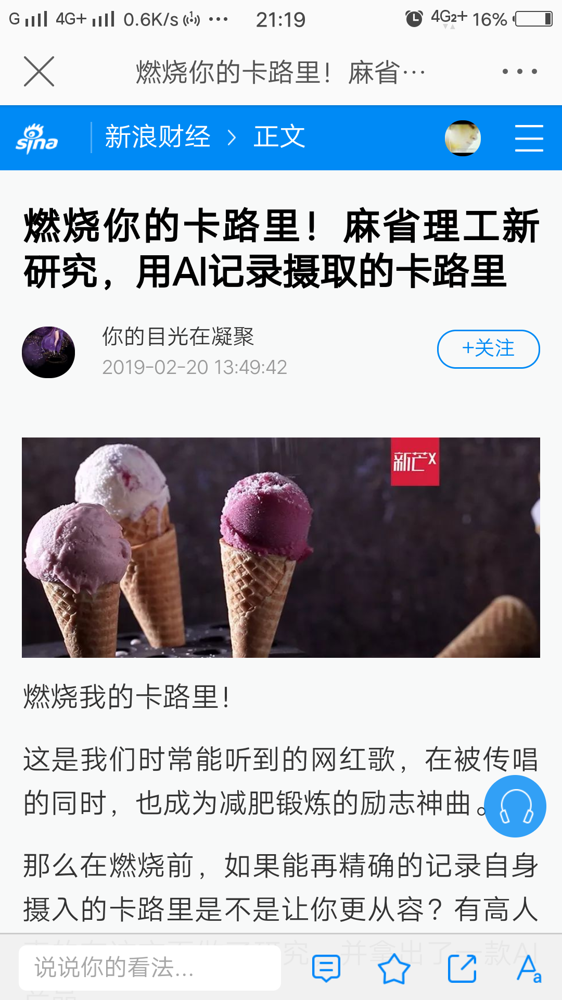 G 4G+ 0.6K/s ··· 21:19 4G2+ 16%
燃烧你的卡路里！麻省···
sina 新浪财经 > 正文
燃烧你的卡路里！麻省理工新
研究，用AI记录摄取的卡路里
你的目光在凝聚
2019-02-20 13:49:42
+关注
新芒X
燃烧我的卡路里！
这是我们时常能听到的网红歌，在被传唱
的同时，也成为减肥锻炼的励志神曲。
那么在燃烧前，如果能再精确的记录自身
摄入的卡路里是不是让你更从容？有高人
研究，并拿出了一款AI
说说你的看法...
Aa